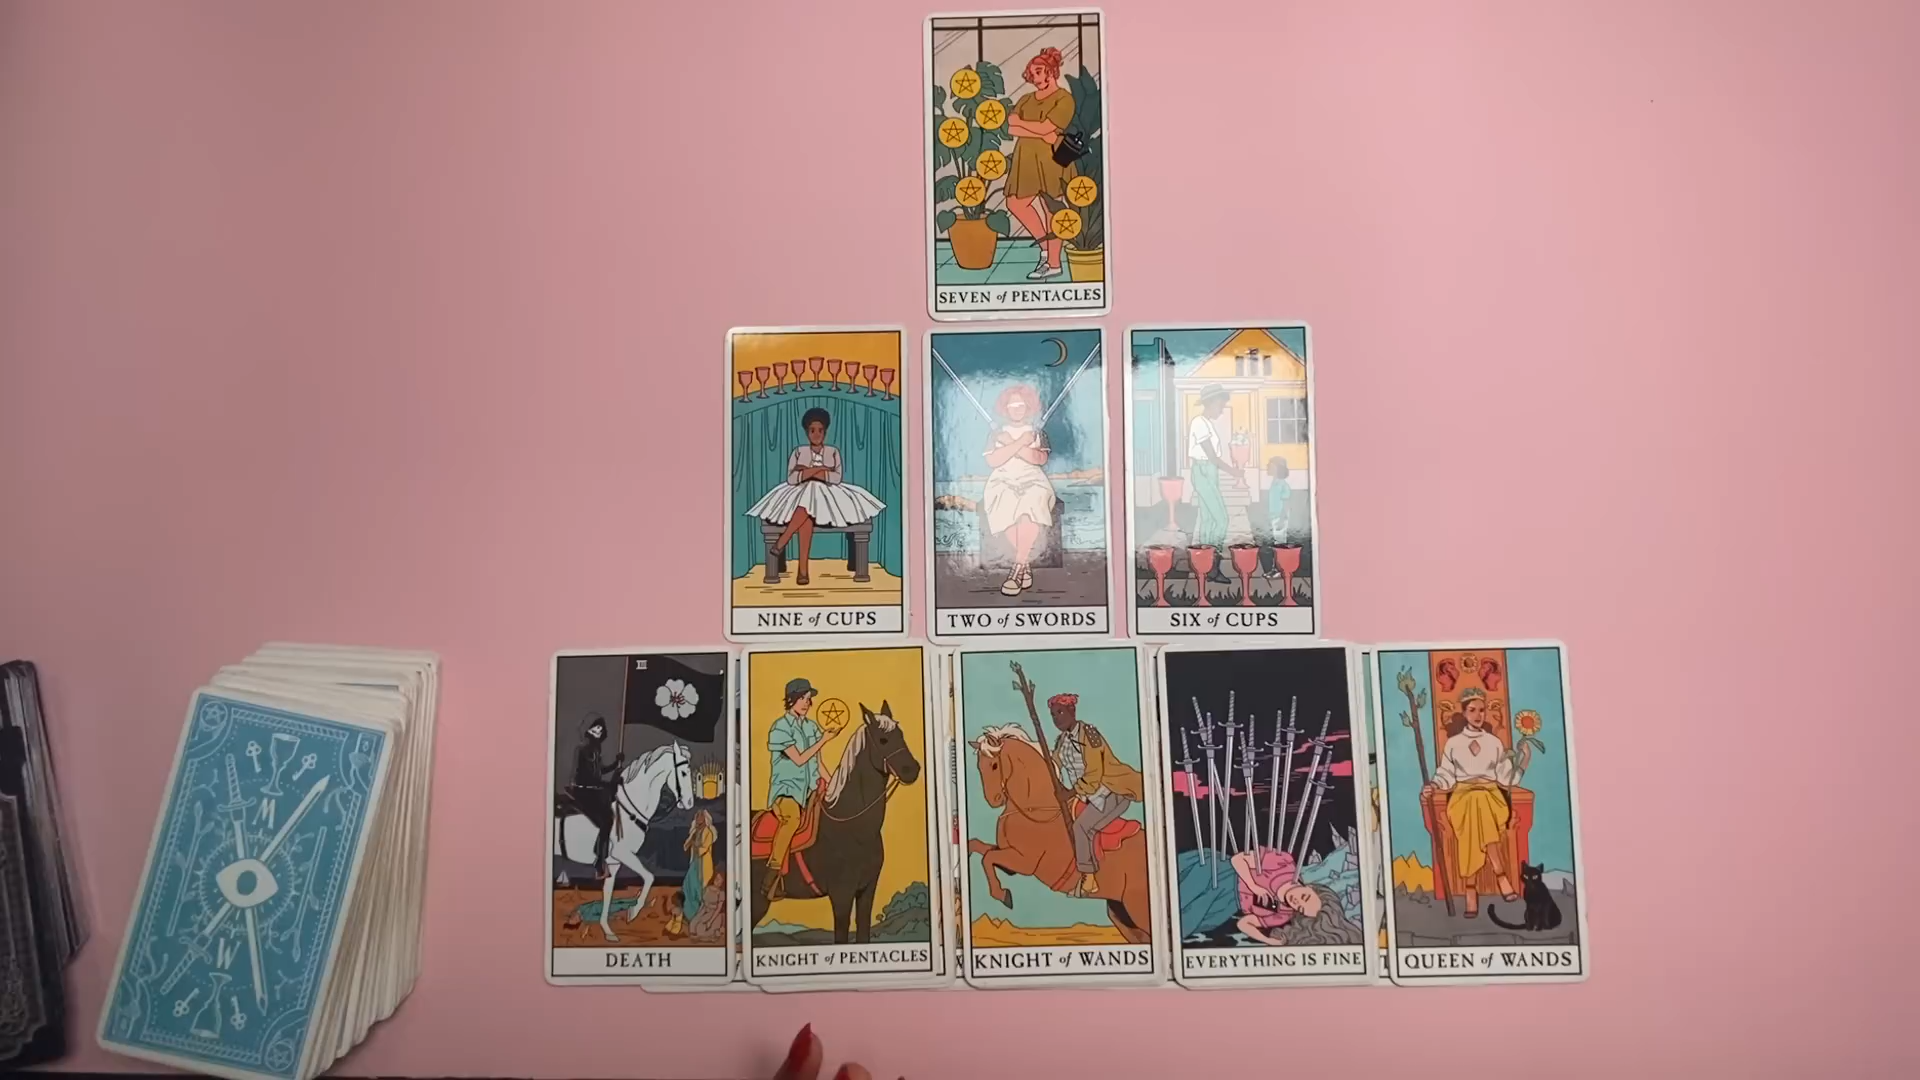 SEVEN of PENTACLES
NINE of CUPS
TWO of SWORDS
SIX of CUPS
XIII
DEATH
KNIGHT of PENTACLES
KNIGHT of WANDS
EVERYTHING IS FINE
QUEEN of WANDS
M
W